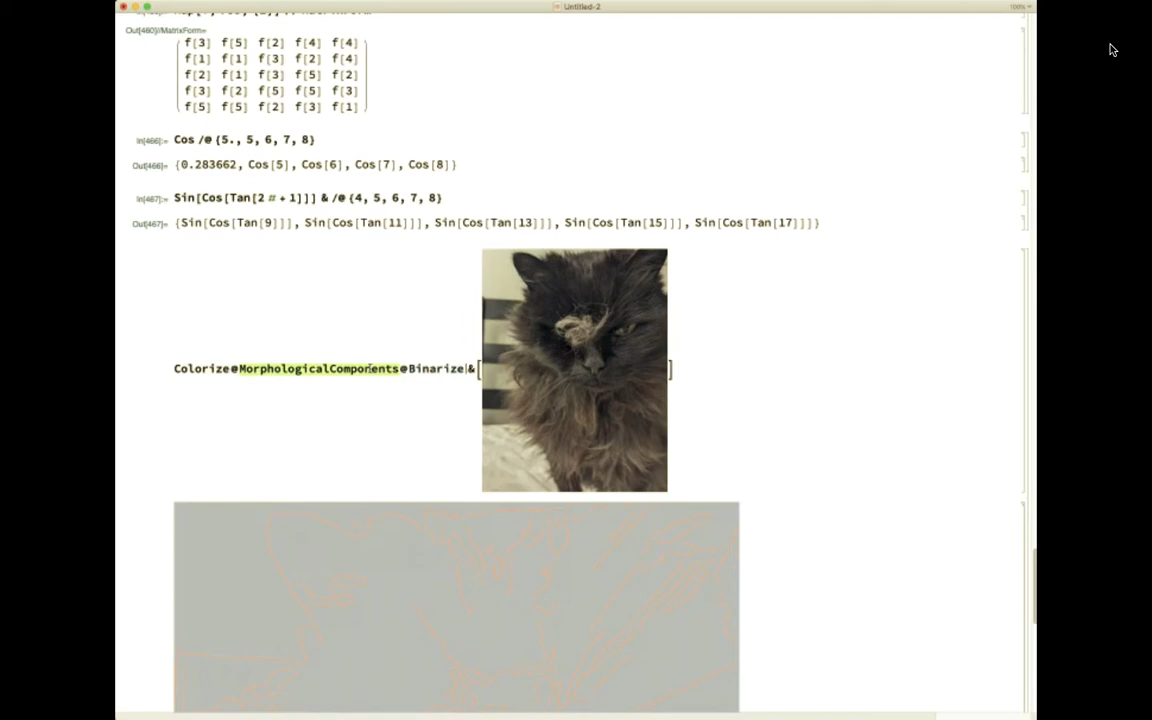 Untitled-2
100%
Out[460]//MatrixForm=
f[3] f[5] f[2] f[4] f[4]
f[1] f[1] f[3] f[2] f[4]
f[2] f[1] f[3] f[5] f[2]
f[3] f[2] f[5] f[5] f[3]
f[5] f[5] f[2] f[3] f[1]
In[466]:= Cos /@ {5., 5, 6, 7, 8}
Out[466]= {0.283662, Cos[5], Cos[6], Cos[7], Cos[8]}
In[467]:= Sin[Cos[Tan[2 # + 1]]] & /@ {4, 5, 6, 7, 8}
Out[467]= {Sin[Cos[Tan[9]]], Sin[Cos[Tan[11]]], Sin[Cos[Tan[13]]], Sin[Cos[Tan[15]]], Sin[Cos[Tan[17]]]}
Colorize@MorphologicalComponents@Binarize&[ ]